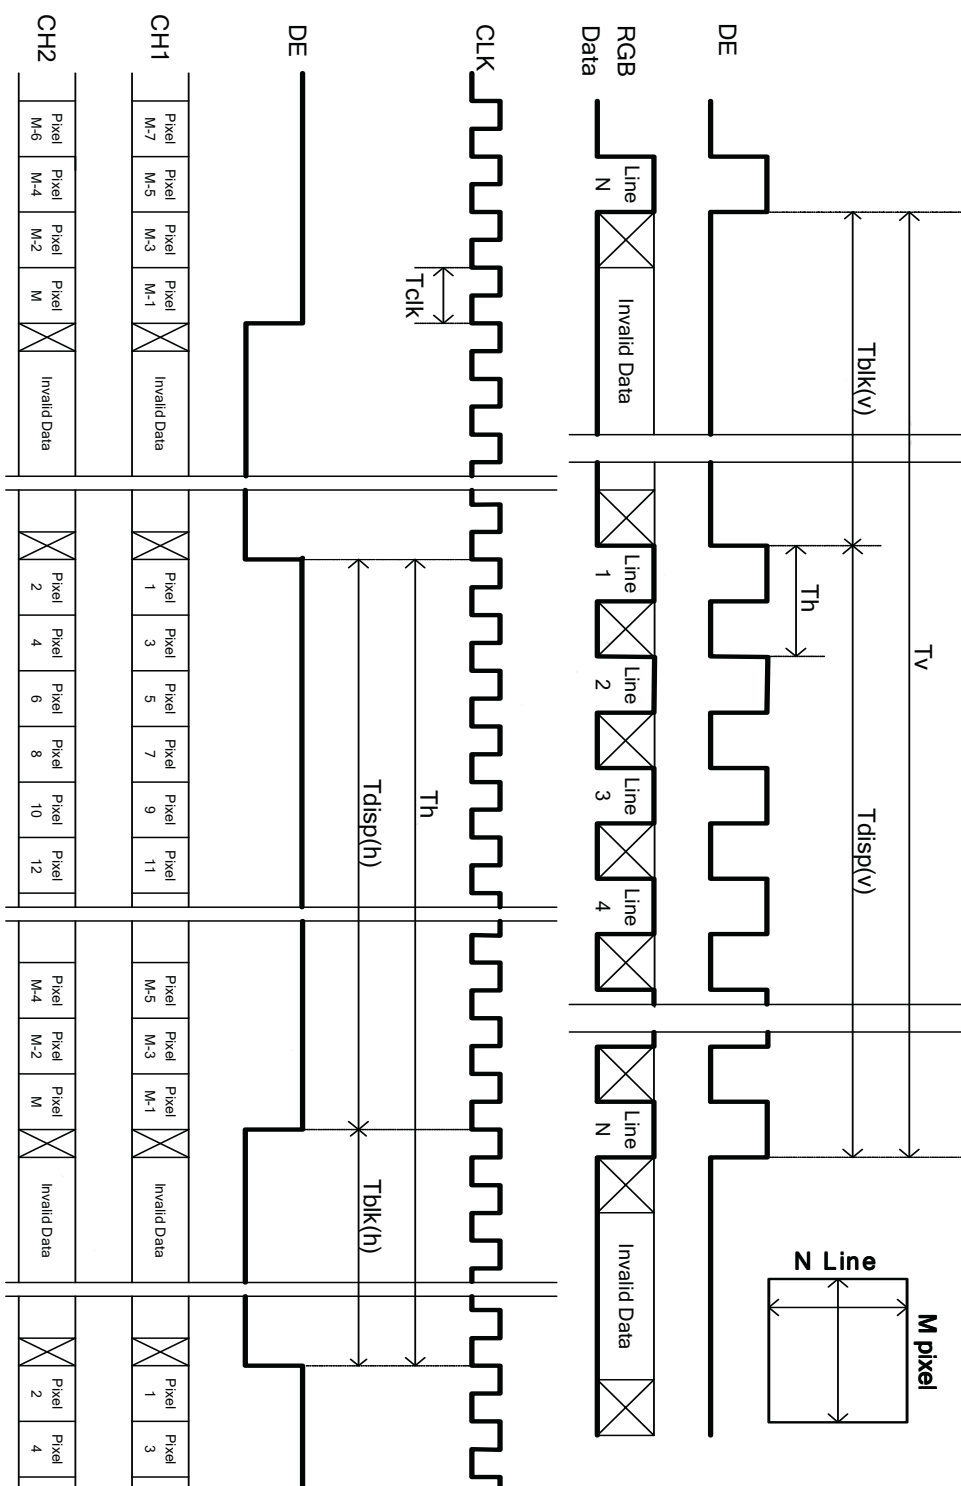 Tv
Tblk(v)
Tdisp(v)
Th
DE
RGB
Data
Line
N
Invalid Data
Line
1
Line
2
Line
3
Line
4
Line
N
Invalid Data
M pixel
N Line
CLK
Tclk
Th
Tdisp(h)
Tblk(h)
DE
CH1
Pixel
M-7
Pixel
M-5
Pixel
M-3
Pixel
M-1
Invalid Data
Pixel
1
Pixel
3
Pixel
5
Pixel
7
Pixel
9
Pixel
11
Pixel
M-5
Pixel
M-3
Pixel
M-1
Invalid Data
Pixel
1
Pixel
3
CH2
Pixel
M-6
Pixel
M-4
Pixel
M-2
Pixel
M
Invalid Data
Pixel
2
Pixel
4
Pixel
6
Pixel
8
Pixel
10
Pixel
12
Pixel
M-4
Pixel
M-2
Pixel
M
Invalid Data
Pixel
2
Pixel
4